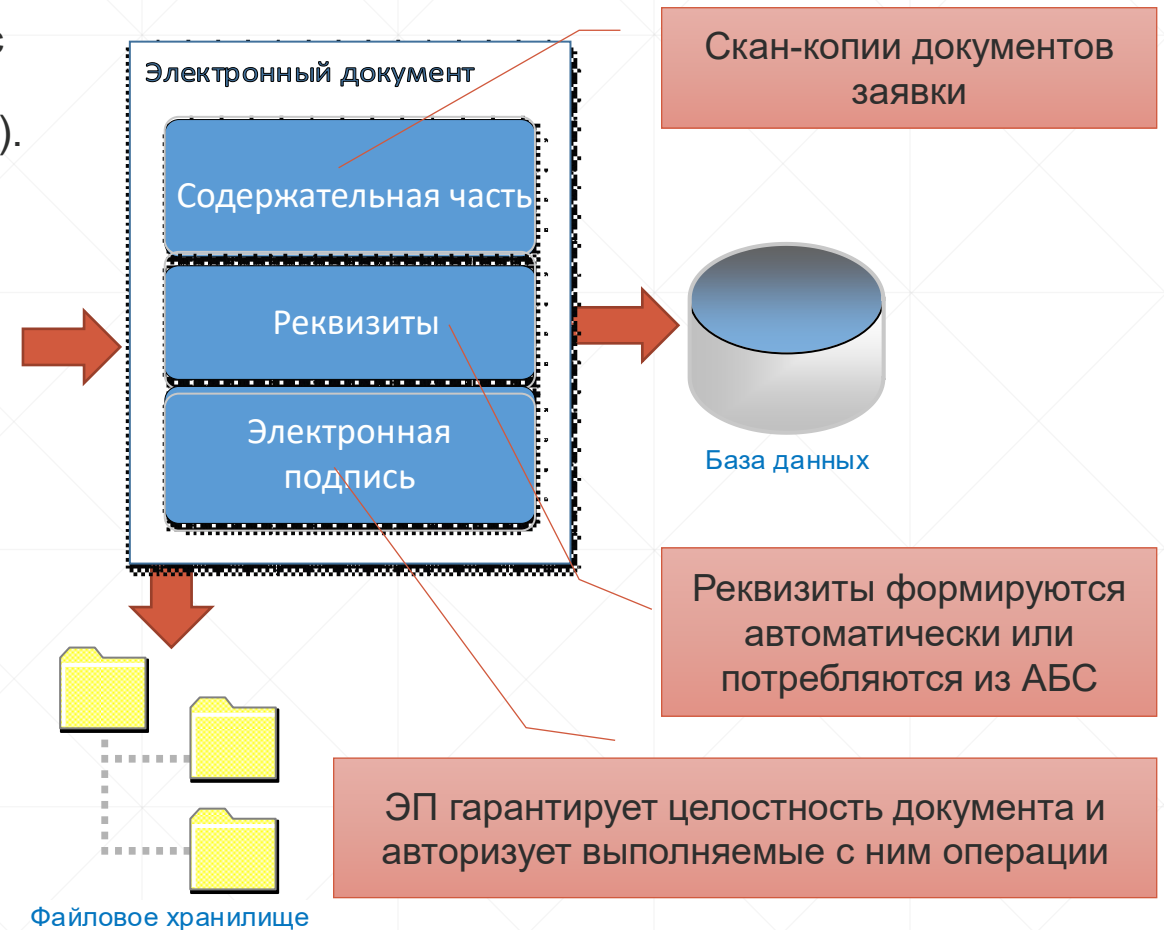 с
).
Электронный документ
Содержательная часть
Реквизиты
Электронная
подпись
Скан-копии документов
заявки
База данных
Реквизиты формируются
автоматически или
потребляются из АБС
ЭП гарантирует целостность документа и
авторизует выполняемые с ним операции
Файловое хранилище